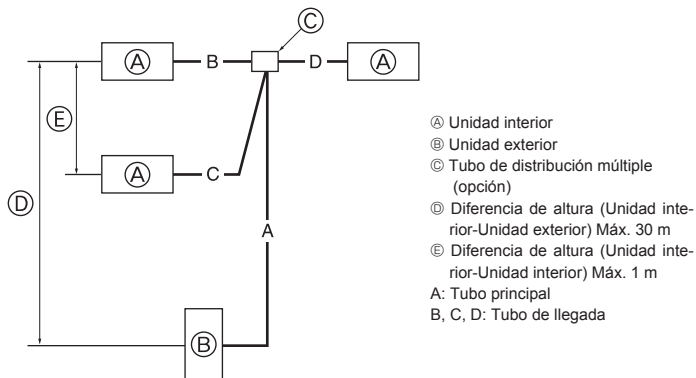 Ⓒ
Ⓐ B D Ⓐ
Ⓔ
Ⓐ C
Ⓓ
A
Ⓑ
Ⓐ Unidad interior
Ⓑ Unidad exterior
Ⓒ Tubo de distribución múltiple
(opción)
Ⓓ Diferencia de altura (Unidad inte-
rior-Unidad exterior) Máx. 30 m
Ⓔ Diferencia de altura (Unidad inte-
rior-Unidad interior) Máx. 1 m
A: Tubo principal
B, C, D: Tubo de llegada